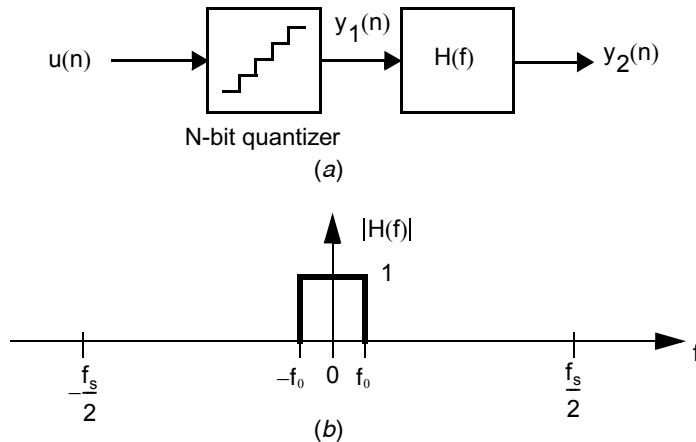 u(n)
y1(n)
H(f)
y2(n)
N-bit quantizer
(a)
|H(f)|
1
f
-fs/2
-f0
0
f0
fs/2
(b)